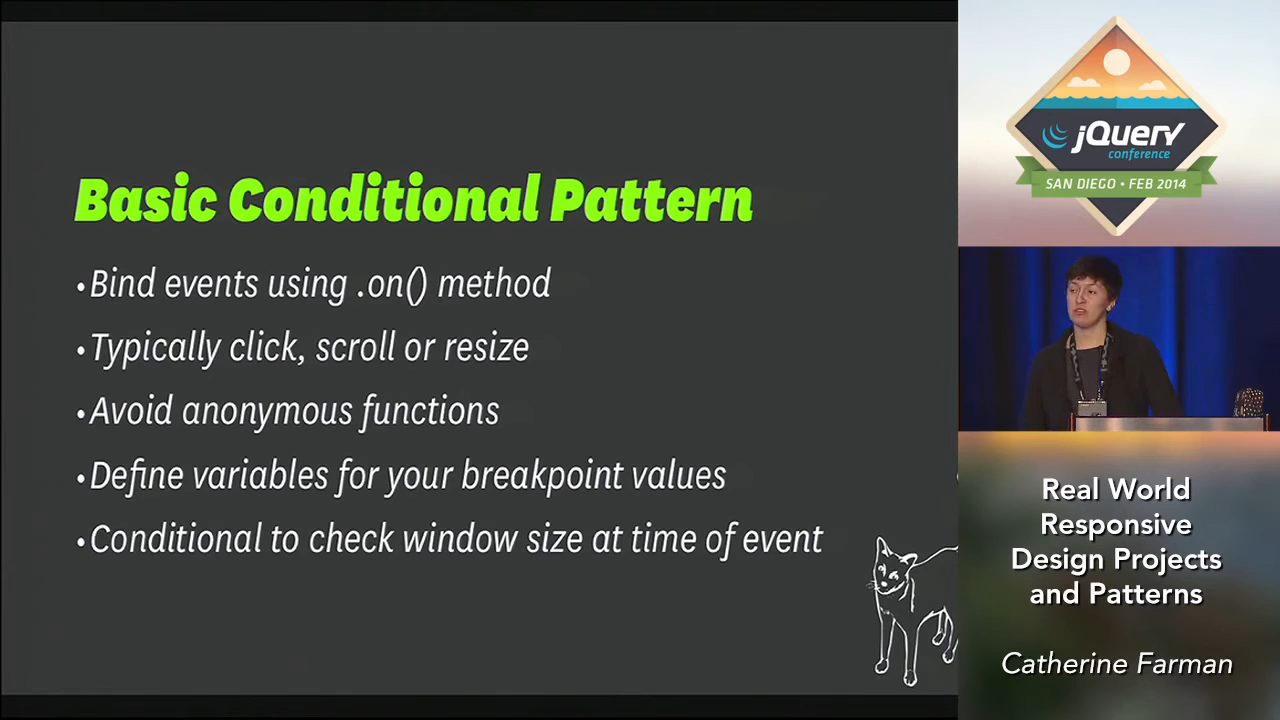 Basic Conditional Pattern
•Bind events using .on() method
•Typically click, scroll or resize
•Avoid anonymous functions
•Define variables for your breakpoint values
•Conditional to check window size at time of event
jQuery
conference
SAN DIEGO • FEB 2014
Real World
Responsive
Design Projects
and Patterns
Catherine Farman